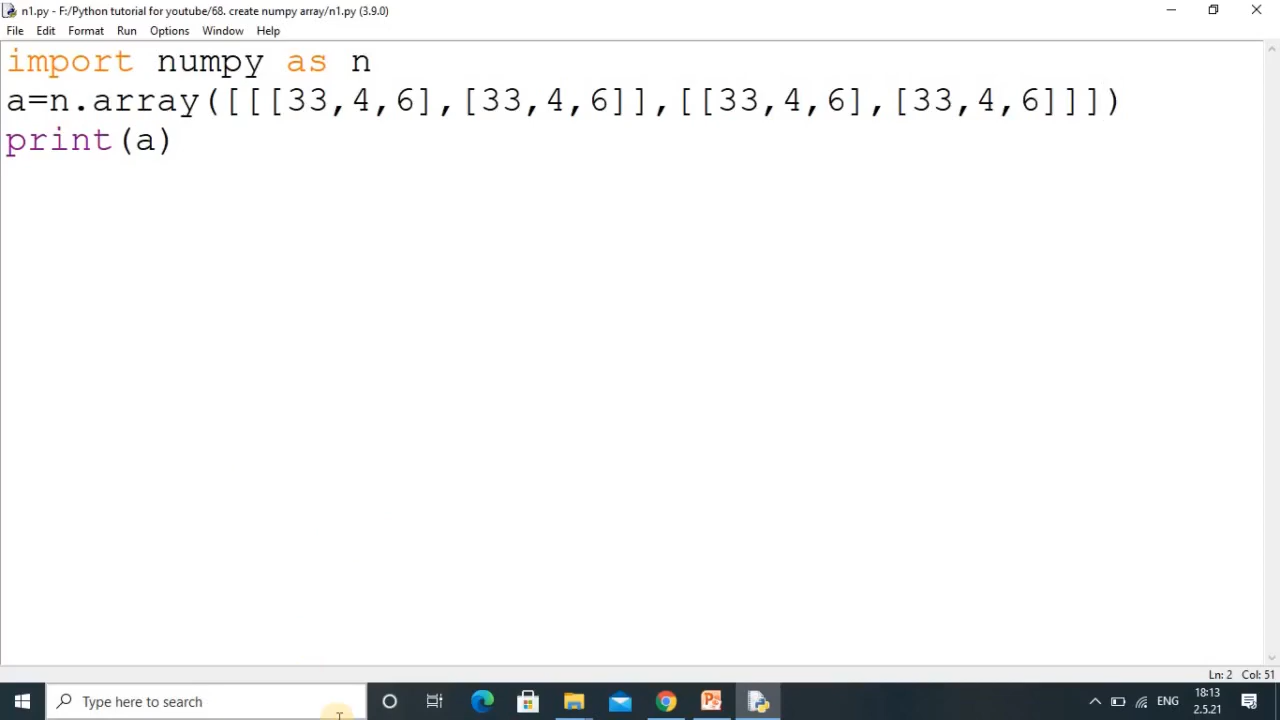 n1.py - F:/Python tutorial for youtube/68. create numpy array/n1.py (3.9.0)
File Edit Format Run Options Window Help
import numpy as n
a=n.array([[[33,4,6],[33,4,6]],[[33,4,6],[33,4,6]]])
print(a)
Ln: 2 Col: 51
Type here to search
ENG
18:13
2.5.21